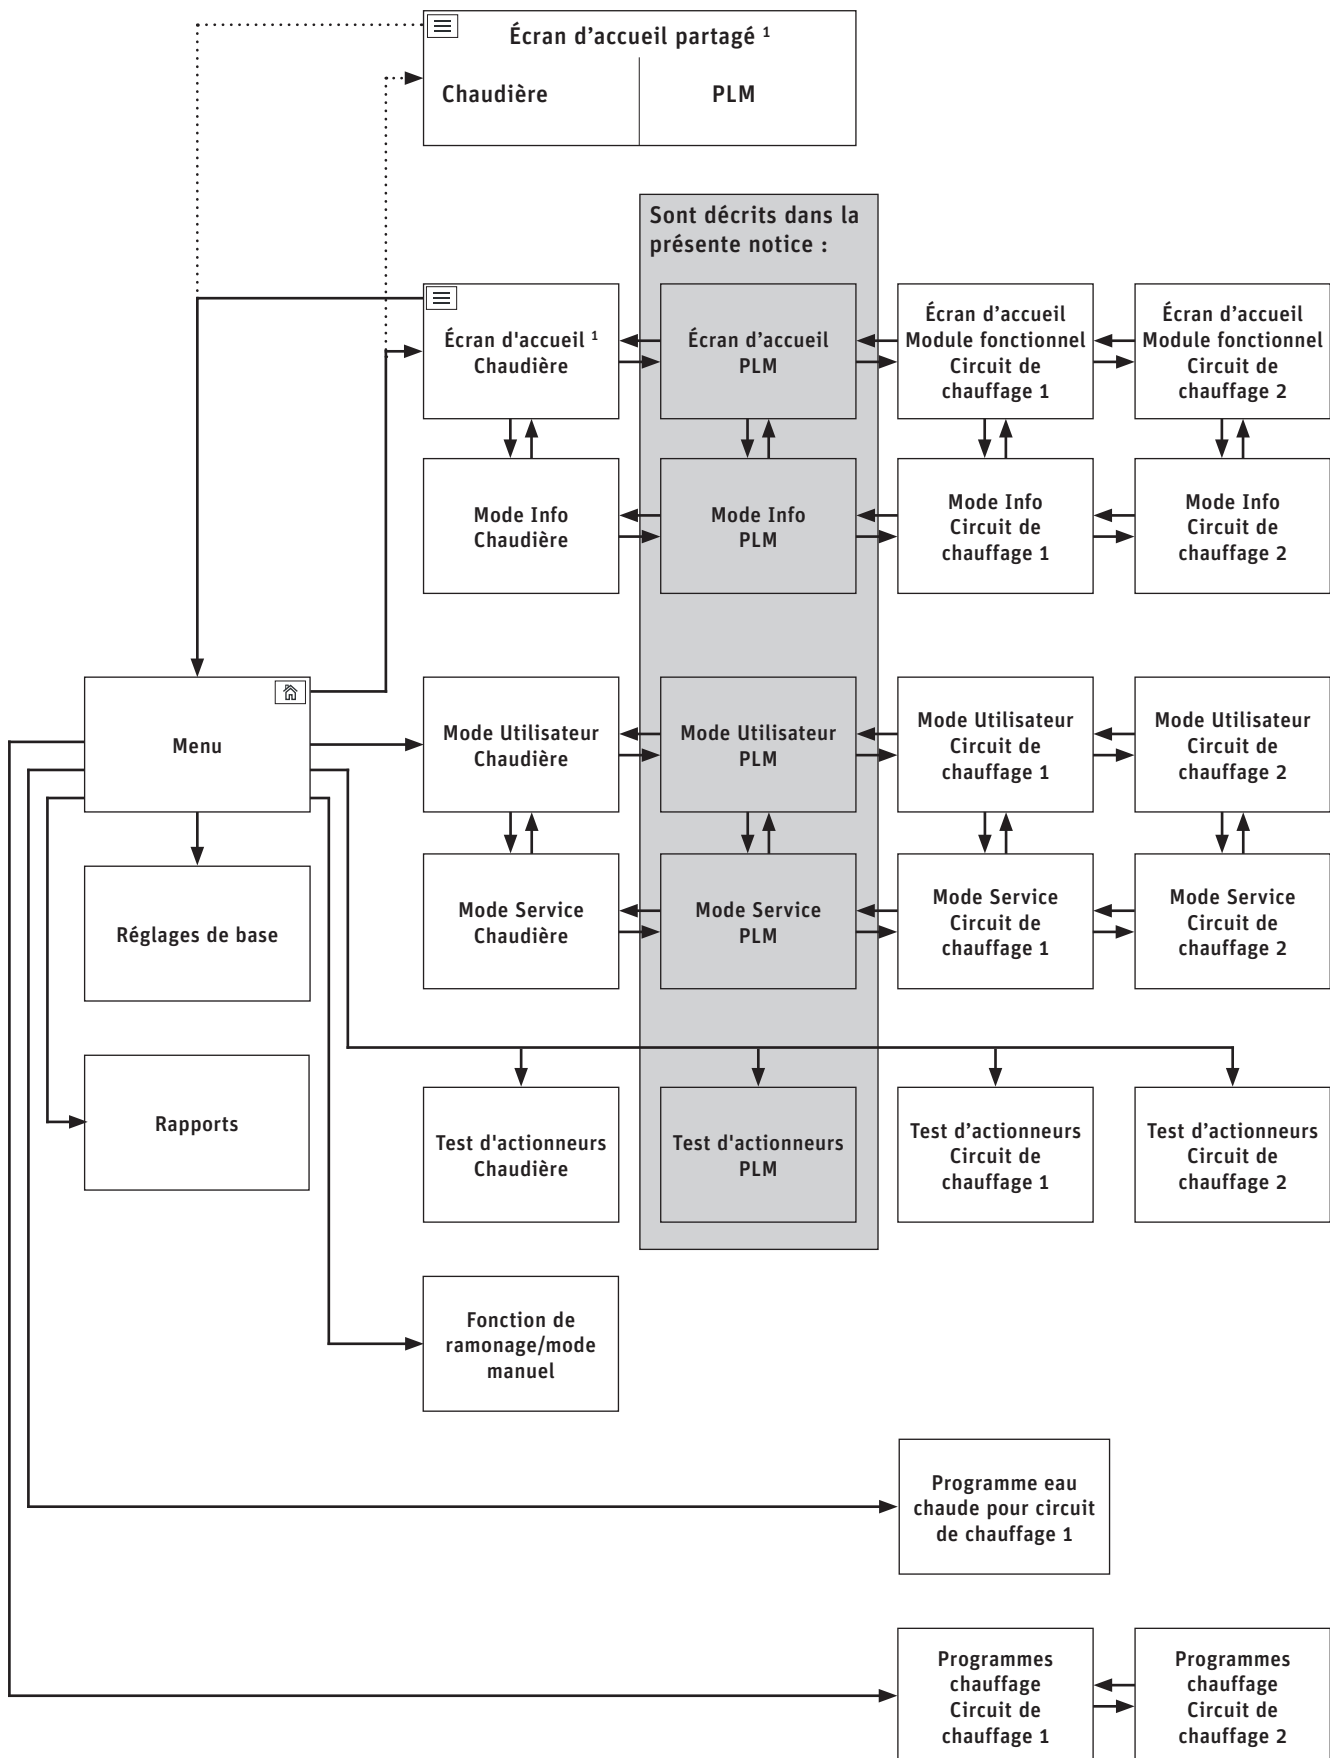 Écran d’accueil partagé ¹
Chaudière
PLM
Sont décrits dans la
présente notice :
Écran d'accueil ¹
Chaudière
Écran d’accueil
PLM
Écran d’accueil
Module fonctionnel
Circuit de
chauffage 1
Écran d’accueil
Module fonctionnel
Circuit de
chauffage 2
Mode Info
Chaudière
Mode Info
PLM
Mode Info
Circuit de
chauffage 1
Mode Info
Circuit de
chauffage 2
Menu
Mode Utilisateur
Chaudière
Mode Utilisateur
PLM
Mode Utilisateur
Circuit de
chauffage 1
Mode Utilisateur
Circuit de
chauffage 2
Réglages de base
Mode Service
Chaudière
Mode Service
PLM
Mode Service
Circuit de
chauffage 1
Mode Service
Circuit de
chauffage 2
Rapports
Test d'actionneurs
Chaudière
Test d'actionneurs
PLM
Test d’actionneurs
Circuit de
chauffage 1
Test d’actionneurs
Circuit de
chauffage 2
Fonction de
ramonage/mode
manuel
Programme eau
chaude pour circuit
de chauffage 1
Programmes
chauffage
Circuit de
chauffage 1
Programmes
chauffage
Circuit de
chauffage 2